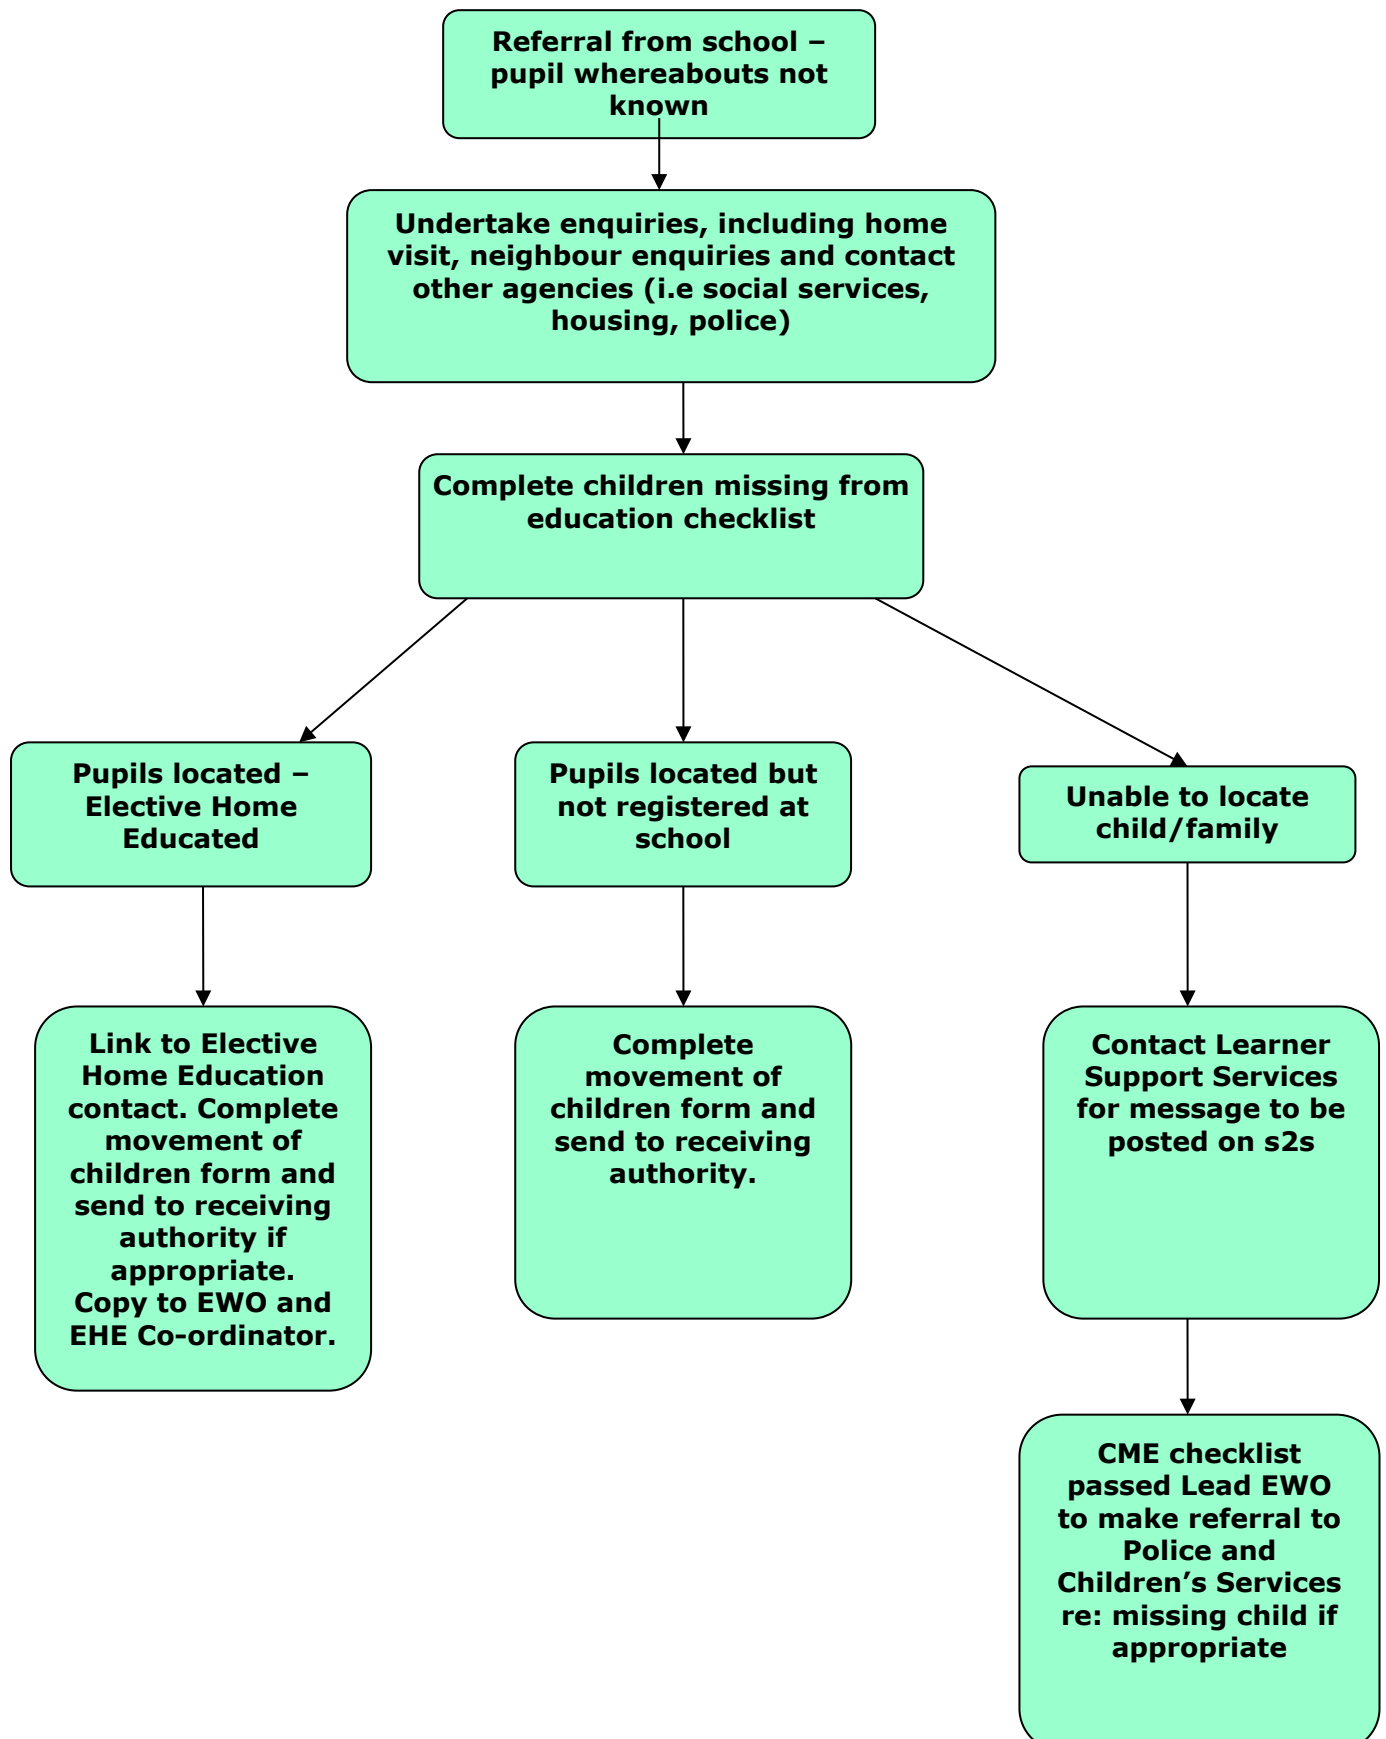 Referral from school –
pupil whereabouts not
known
Undertake enquiries, including home
visit, neighbour enquiries and contact
other agencies (i.e social services,
housing, police)
Complete children missing from
education checklist
Pupils located –
Elective Home
Educated
Pupils located but
not registered at
school
Unable to locate
child/family
Link to Elective
Home Education
contact. Complete
movement of
children form and
send to receiving
authority if
appropriate.
Copy to EWO and
EHE Co-ordinator.
Complete
movement of
children form and
send to receiving
authority.
Contact Learner
Support Services
for message to be
posted on s2s
CME checklist
passed Lead EWO
to make referral to
Police and
Children’s Services
re: missing child if
appropriate